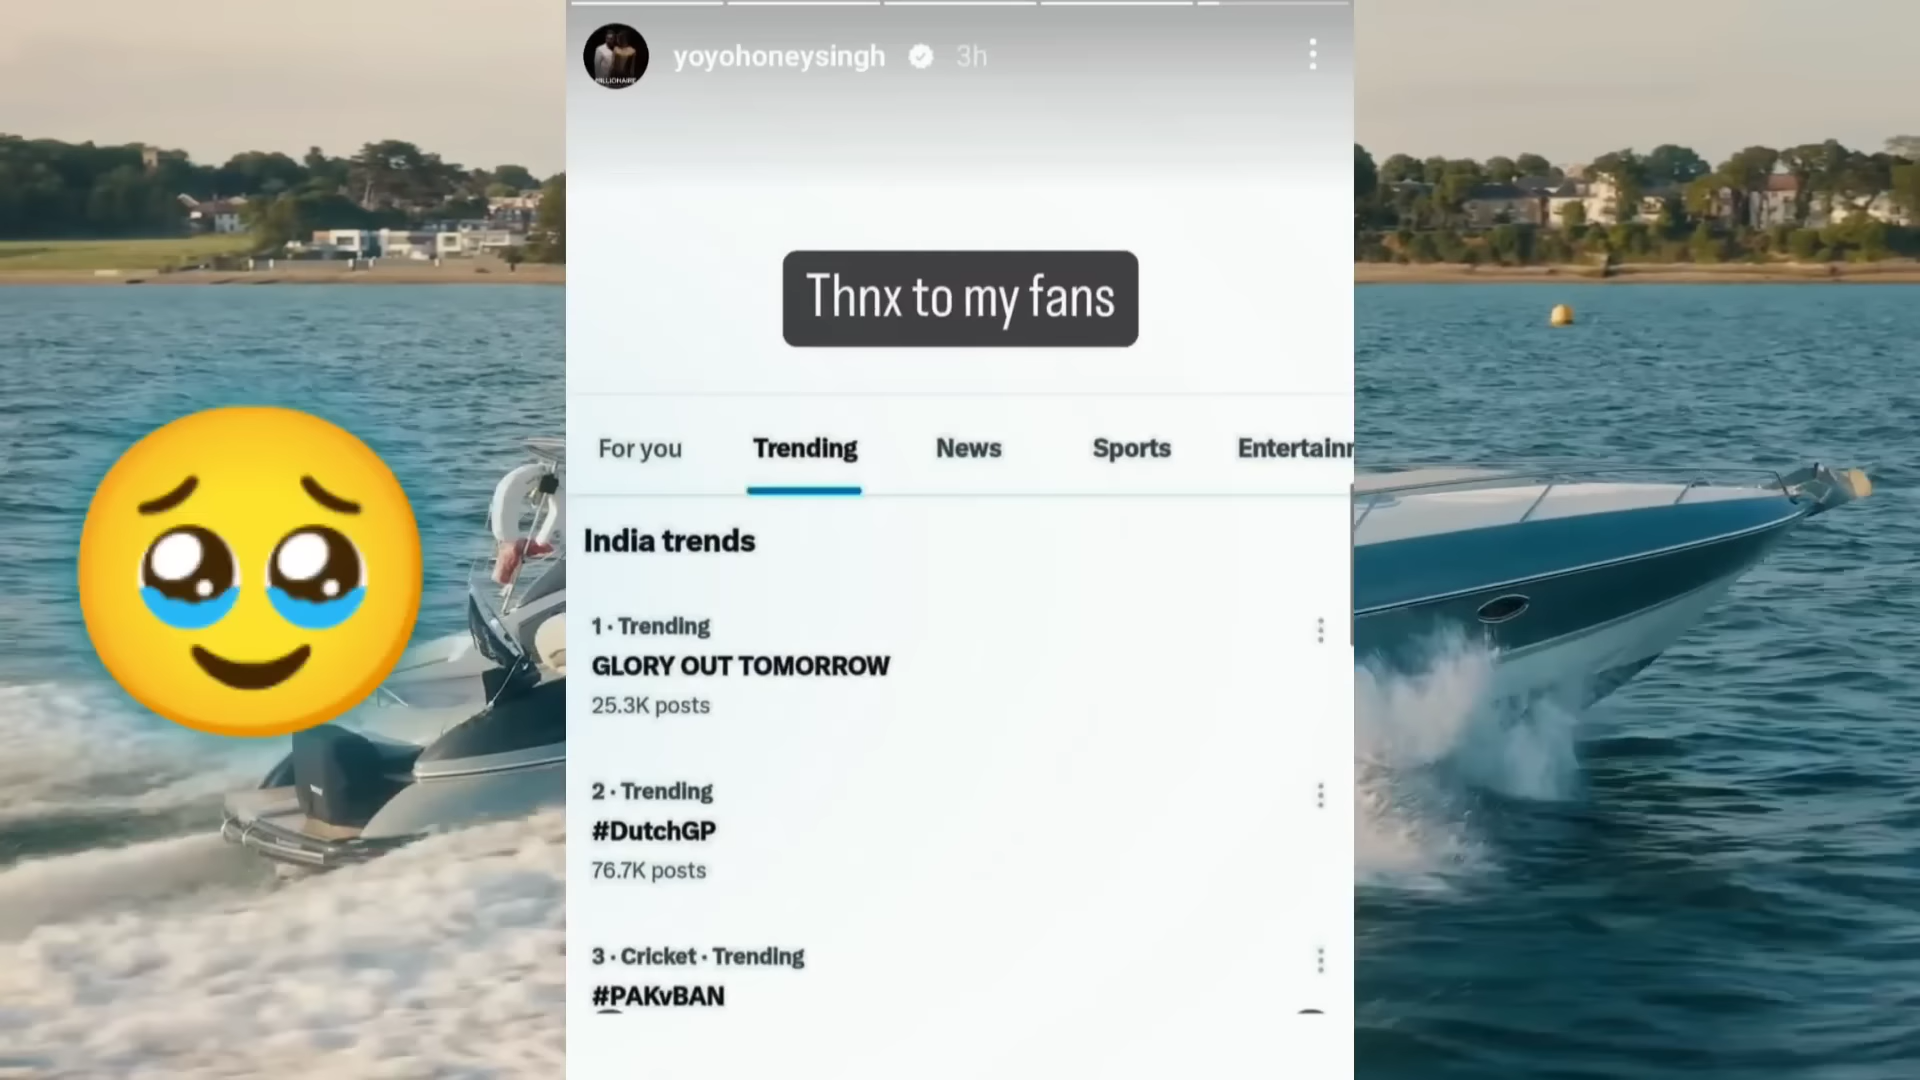 yoyohoneysingh 3h
Thnx to my fans
For you Trending News Sports Entertainr
India trends
1 · Trending
GLORY OUT TOMORROW
25.3K posts
2 · Trending
#DutchGP
76.7K posts
3 · Cricket · Trending
#PAKvBAN